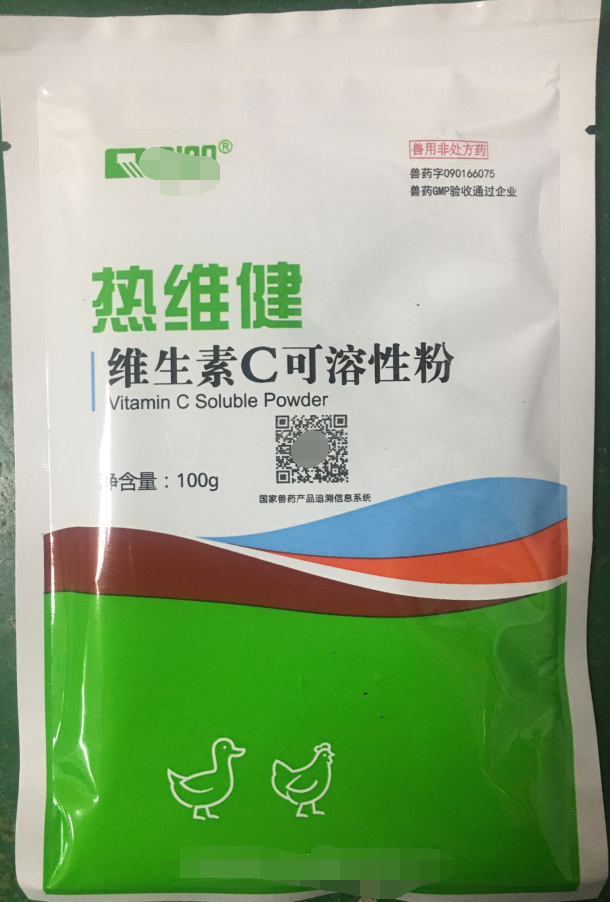 兽用非处方药
兽药字090166075
兽药GMP验收通过企业
热维健
维生素C可溶性粉
Vitamin C Soluble Powder
净含量：100g
国家兽药产品追溯信息系统